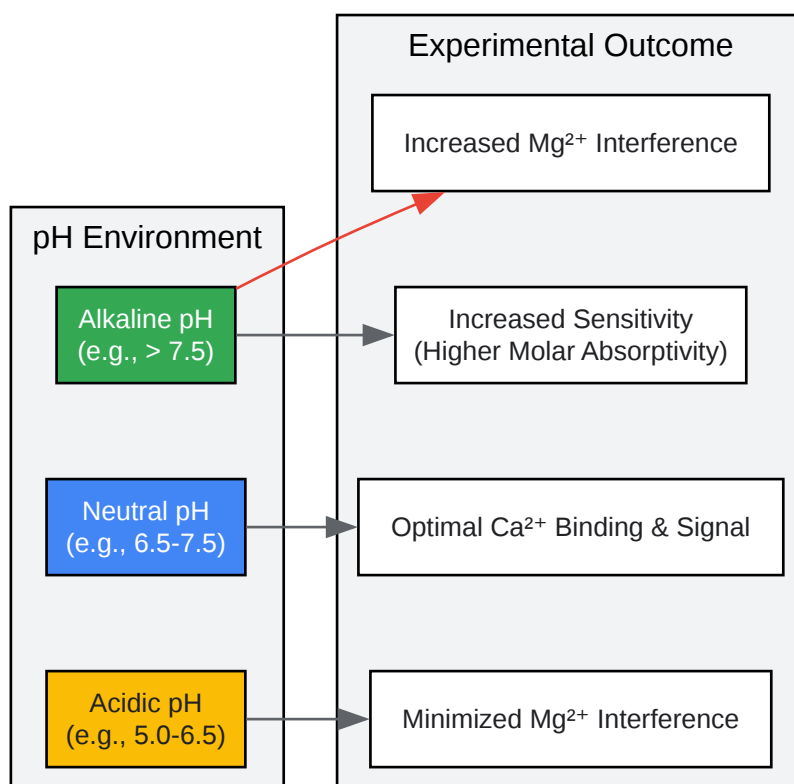 Experimental Outcome
Increased Mg²⁺ Interference
pH Environment
Alkaline pH
(e.g., > 7.5)
Increased Sensitivity
(Higher Molar Absorptivity)
Neutral pH
(e.g., 6.5-7.5)
Optimal Ca²⁺ Binding & Signal
Acidic pH
(e.g., 5.0-6.5)
Minimized Mg²⁺ Interference